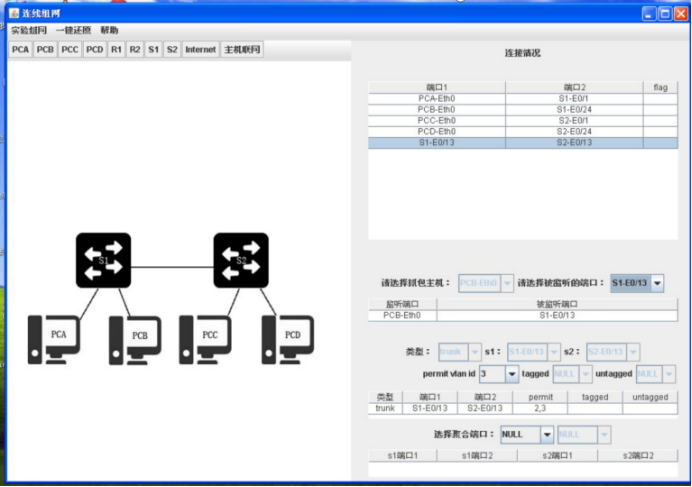 连线组网
实验组网 一键还原 帮助
PCA PCB PCC PCD R1 R2 S1 S2 Internet 主机联网
连接情况
端口1 端口2 flag
PCA-Eth0 S1-E0/1
PCB-Eth0 S1-E0/24
PCC-Eth0 S2-E0/1
PCD-Eth0 S2-E0/24
S1-E0/13 S2-E0/13
S1 S2
PCA PCB PCC PCD
请选择抓包主机： PCB-Eth0 请选择被监听的端口： S1-E0/13
监听端口 被监听端口
PCB-Eth0 S1-E0/13
类型： trunk s1： S1-E0/13 s2： S2-E0/13
permit vlan id 3 tagged NULL untagged NULL
类型 端口1 端口2 permit tagged untagged
trunk S1-E0/13 S2-E0/13 2,3
选择聚合端口： NULL NULL
s1端口1 s1端口2 s2端口1 s2端口2